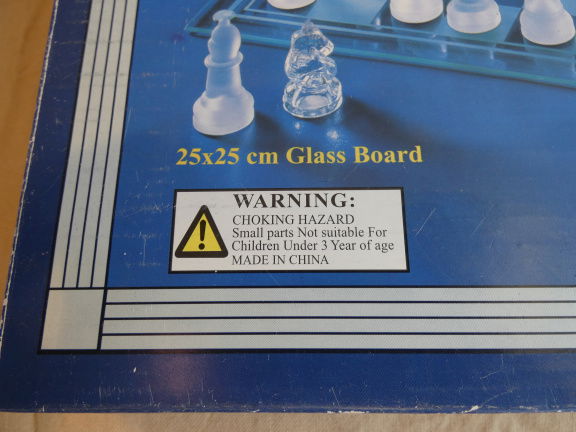 25x25 cm Glass Board
WARNING:
CHOKING HAZARD
Small parts Not suitable For
Children Under 3 Year of age
MADE IN CHINA